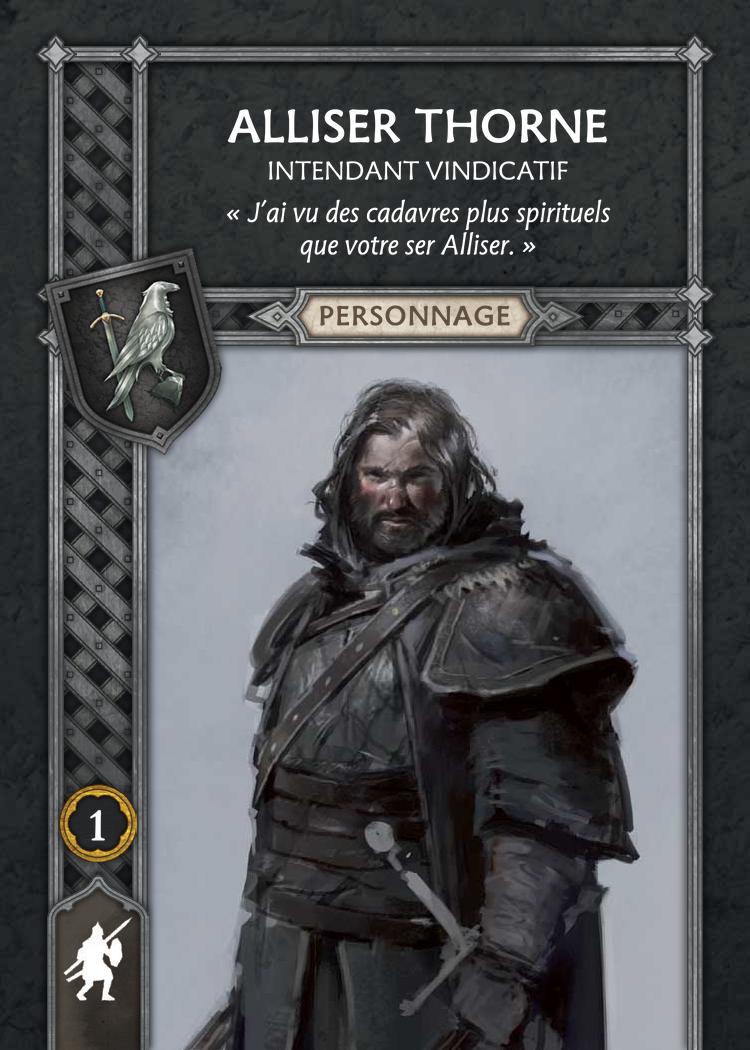 ALLISER THORNE
INTENDANT VINDICATIF
« J'ai vu des cadavres plus spirituels
que votre ser Alliser. »
PERSONNAGE
1